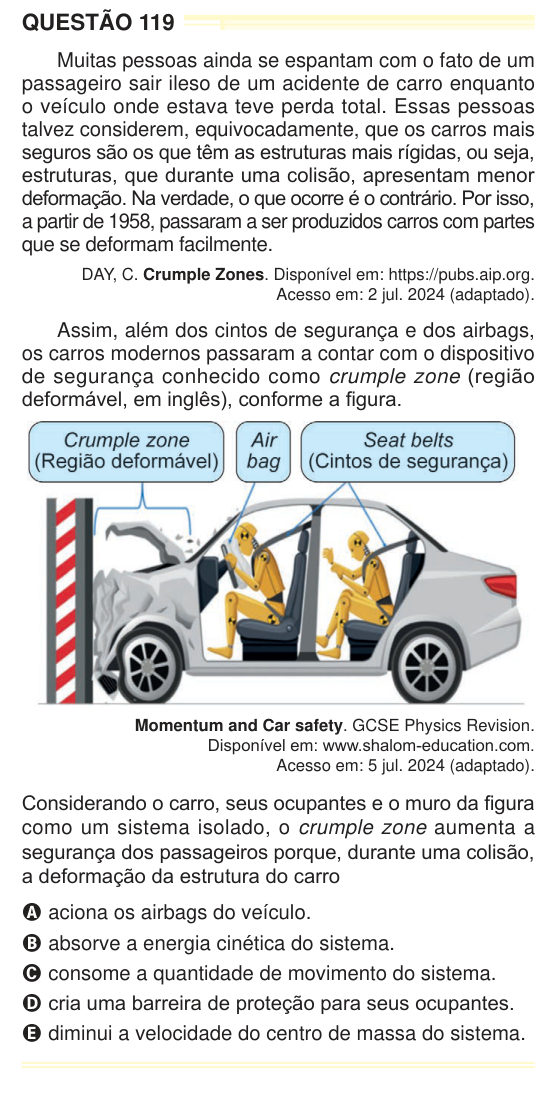 QUESTÃO 119
Muitas pessoas ainda se espantam com o fato de um
passageiro sair ileso de um acidente de carro enquanto
o veículo onde estava teve perda total. Essas pessoas
talvez considerem, equivocadamente, que os carros mais
seguros são os que têm as estruturas mais rígidas, ou seja,
estruturas, que durante uma colisão, apresentam menor
deformação. Na verdade, o que ocorre é o contrário. Por isso,
a partir de 1958, passaram a ser produzidos carros com partes
que se deformam facilmente.
DAY, C. Crumple Zones. Disponível em: https://pubs.aip.org.
Acesso em: 2 jul. 2024 (adaptado).
Assim, além dos cintos de segurança e dos airbags,
os carros modernos passaram a contar com o dispositivo
de segurança conhecido como crumple zone (região
deformável, em inglês), conforme a figura.
Crumple zone
(Região deformável)
Air
bag
Seat belts
(Cintos de segurança)
Momentum and Car safety. GCSE Physics Revision.
Disponível em: www.shalom-education.com.
Acesso em: 5 jul. 2024 (adaptado).
Considerando o carro, seus ocupantes e o muro da figura
como um sistema isolado, o crumple zone aumenta a
segurança dos passageiros porque, durante uma colisão,
a deformação da estrutura do carro
A aciona os airbags do veículo.
B absorve a energia cinética do sistema.
C consome a quantidade de movimento do sistema.
D cria uma barreira de proteção para seus ocupantes.
E diminui a velocidade do centro de massa do sistema.